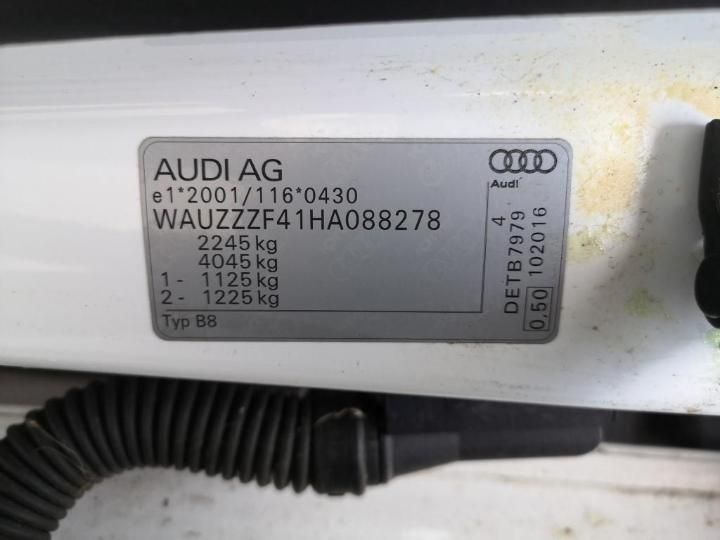 AUDI AG
Audi
e1*2001/116*0430
WAUZZZF41HA088278
2245 kg
4045 kg
1 - 1125 kg
2 - 1225 kg
Typ B8
DETB7979 4
0,50 102016